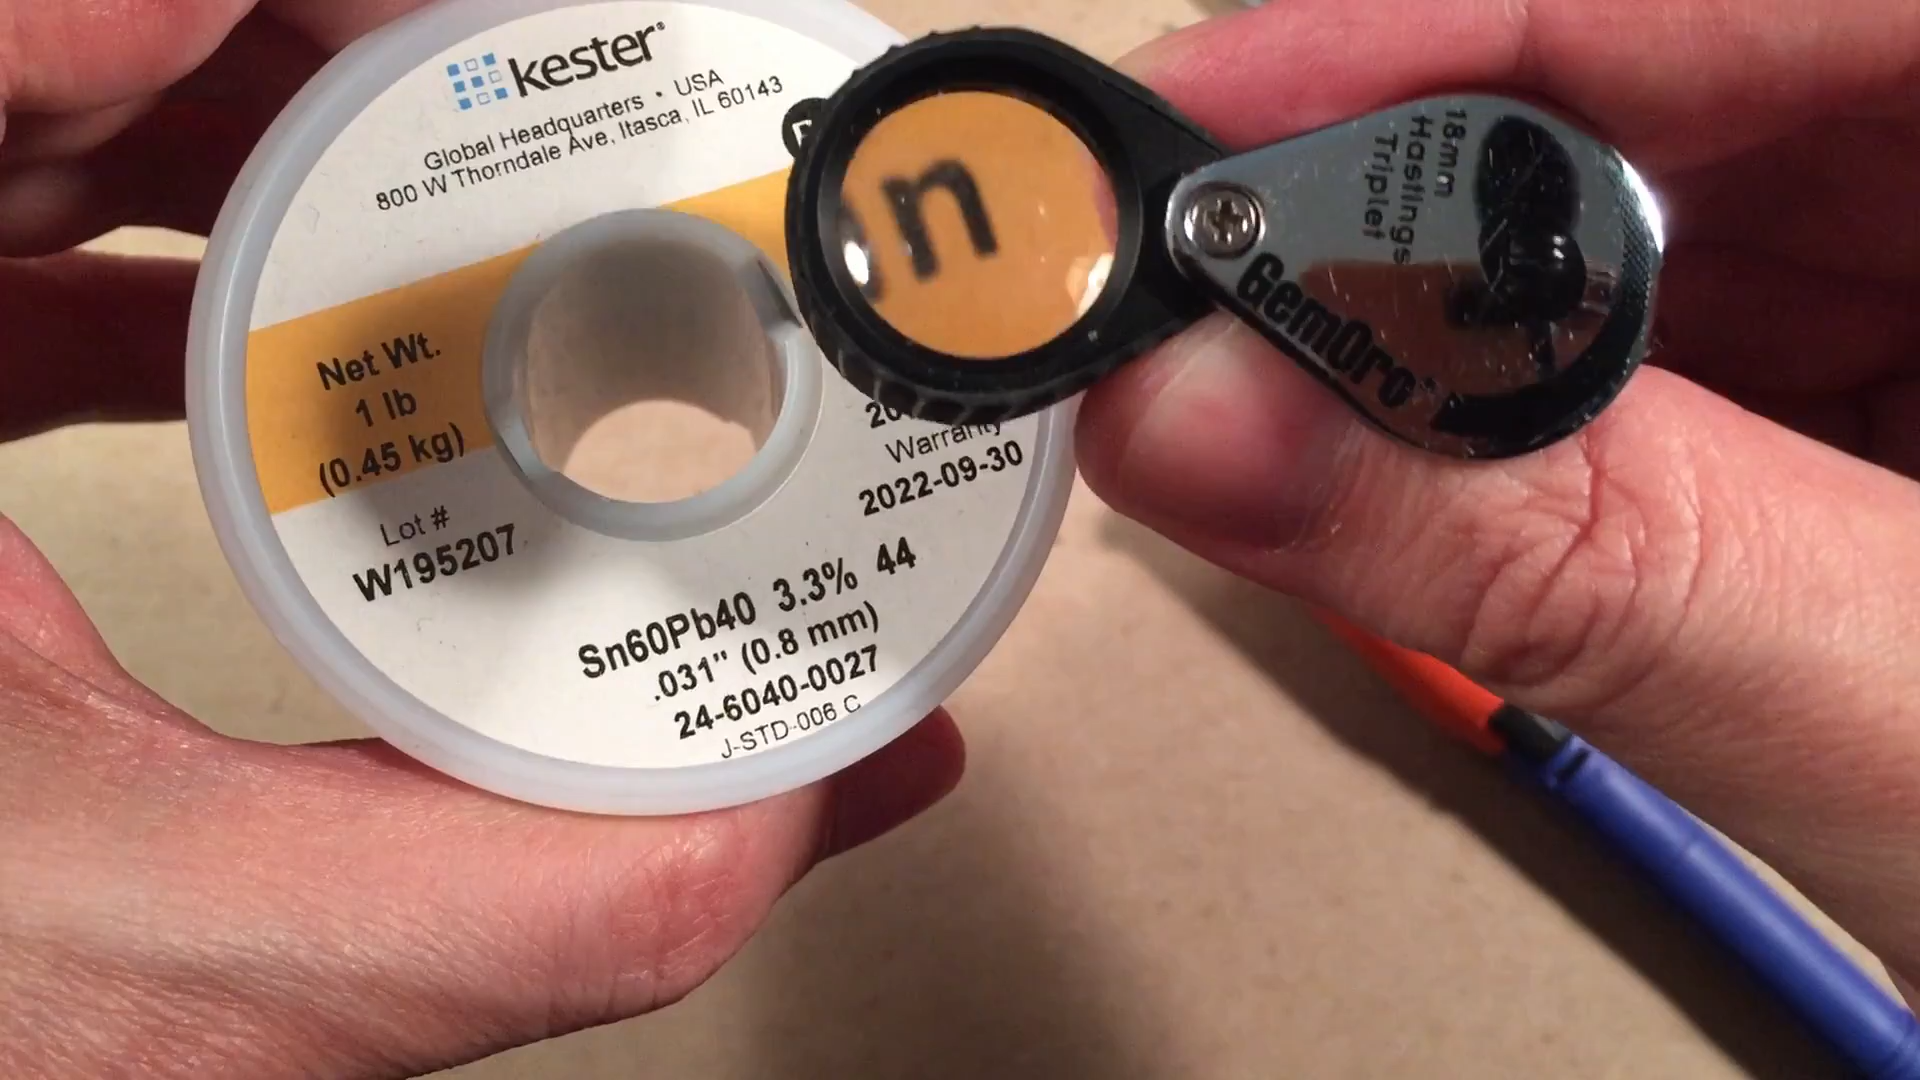 kester®
Global Headquarters • USA
800 W Thorndale Ave, Itasca, IL 60143
n
Net Wt.
1 lb
(0.45 kg)
Lot #
W195207
20
Warranty
2022-09-30
Sn60Pb40 3.3% 44
.031" (0.8 mm)
24-6040-0027
J-STD-006 C
18mm
Hastings
Triplet
GemOro